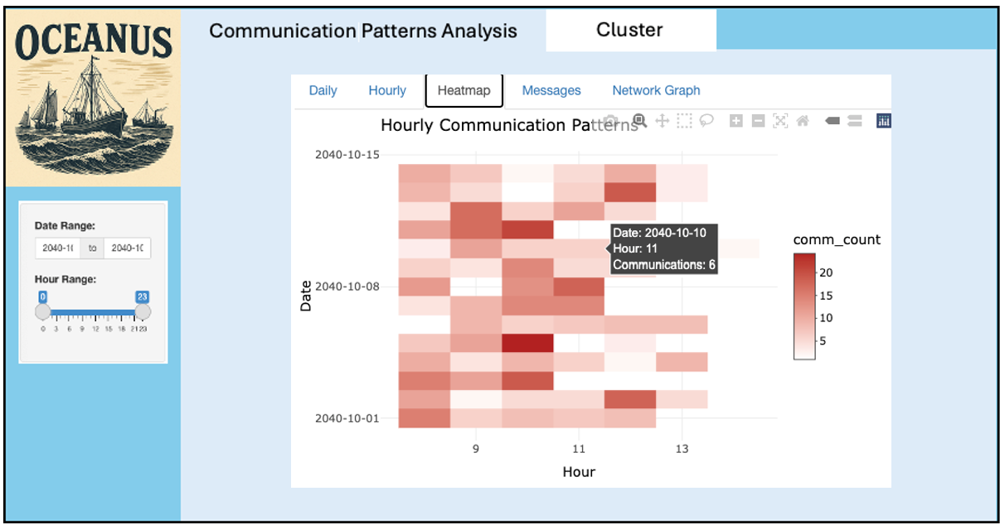 OCEANUS
Communication Patterns Analysis
Cluster
Daily
Hourly
Heatmap
Messages
Network Graph
Hourly Communication Patterns
Date Range:
2040-10
to
2040-10
Hour Range:
0
23
0 3 6 9 12 15 18 21 23
2040-10-15
2040-10-08
2040-10-01
Date
9
11
13
Hour
Date: 2040-10-10
Hour: 11
Communications: 6
comm_count
20
15
10
5